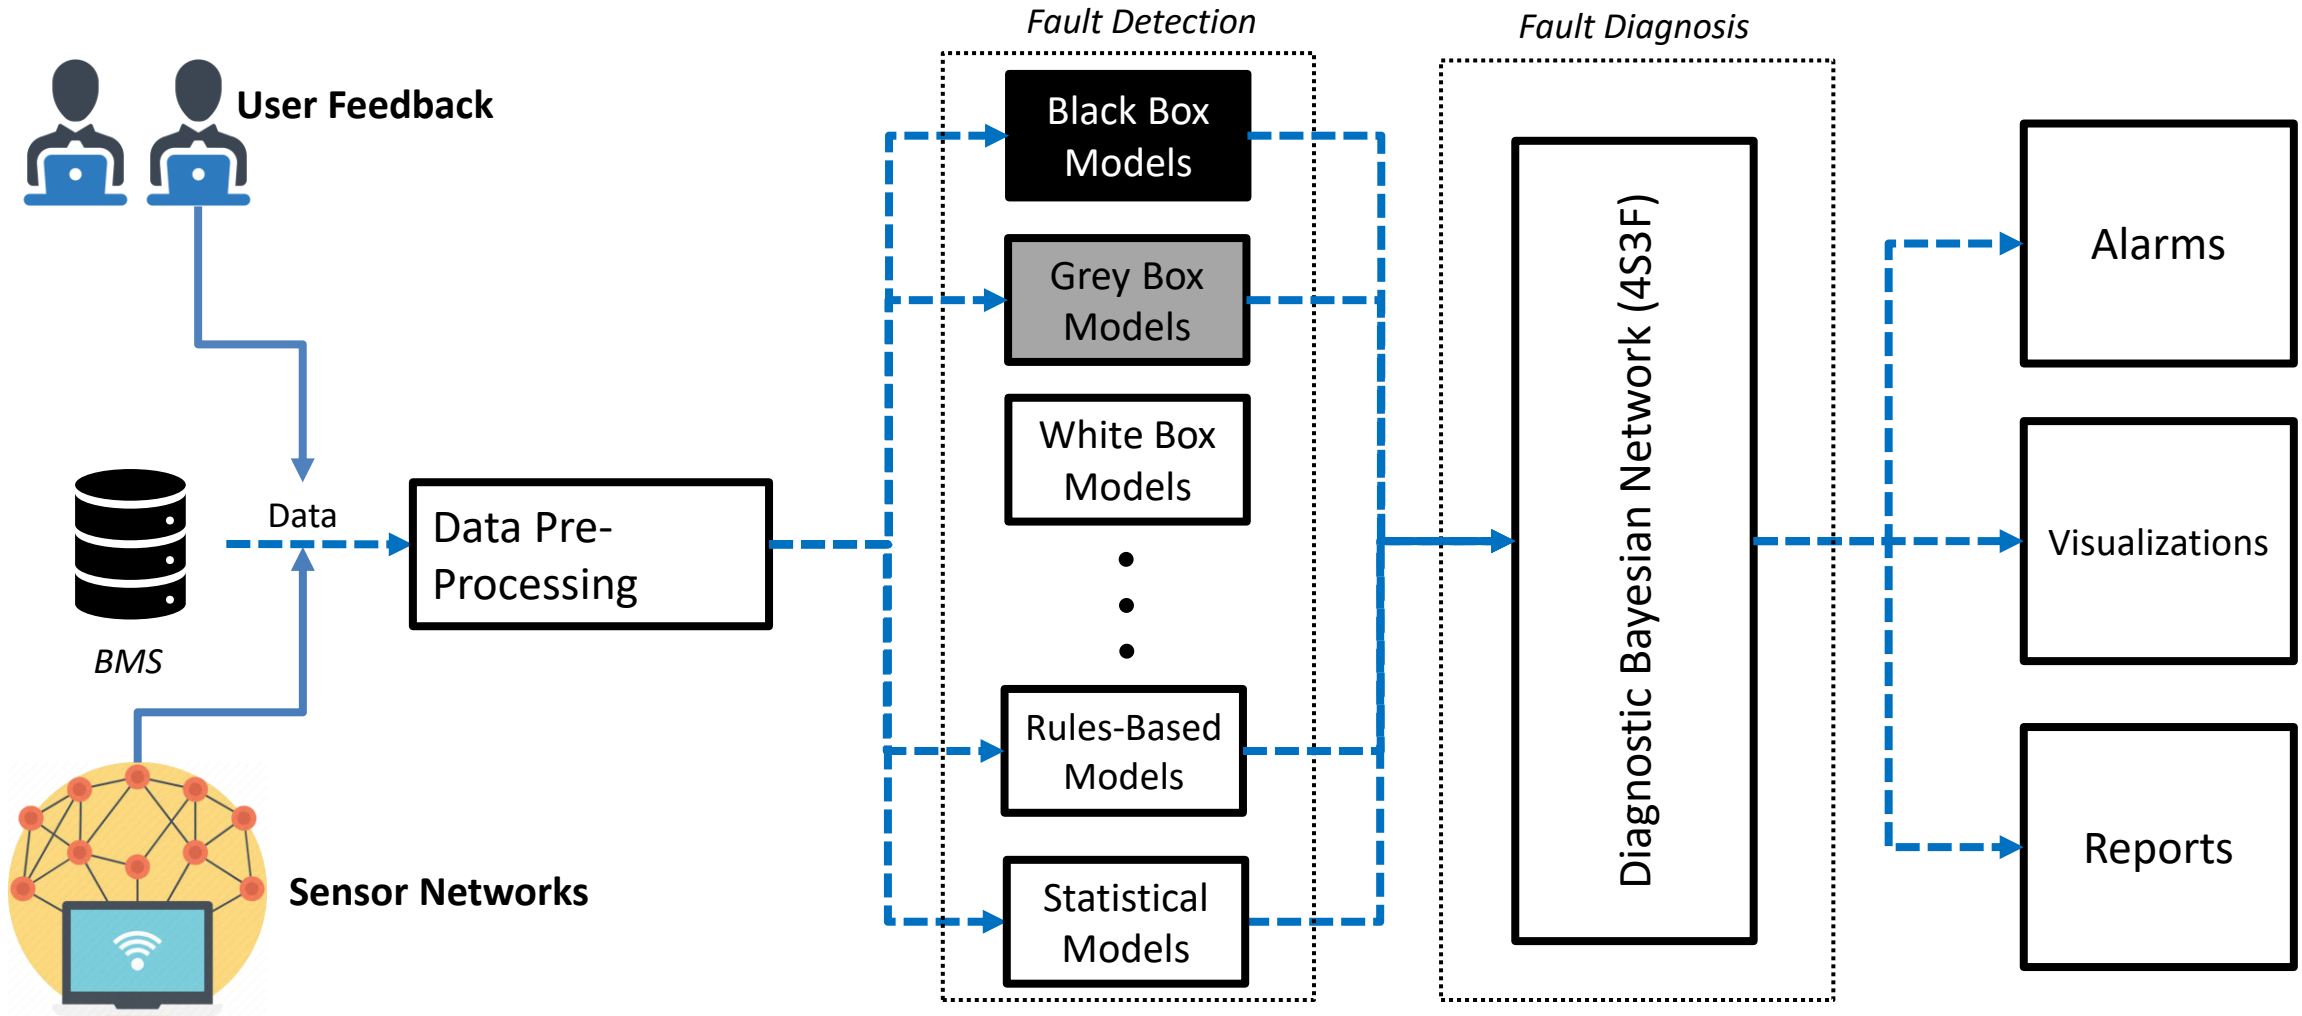 Fault Detection
Fault Diagnosis
User Feedback
Black Box
Models
Grey Box
Models
White Box
Models
Data
Data Pre-
Processing
BMS
Rules-Based
Models
Sensor Networks
Statistical
Models
Diagnostic Bayesian Network (4S3F)
Alarms
Visualizations
Reports